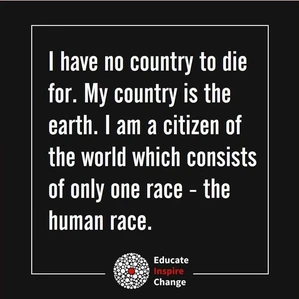 I have no country to die
for. My country is the
earth. I am a citizen of
the world which consists
of only one race - the
human race.
Educate
Inspire
Change